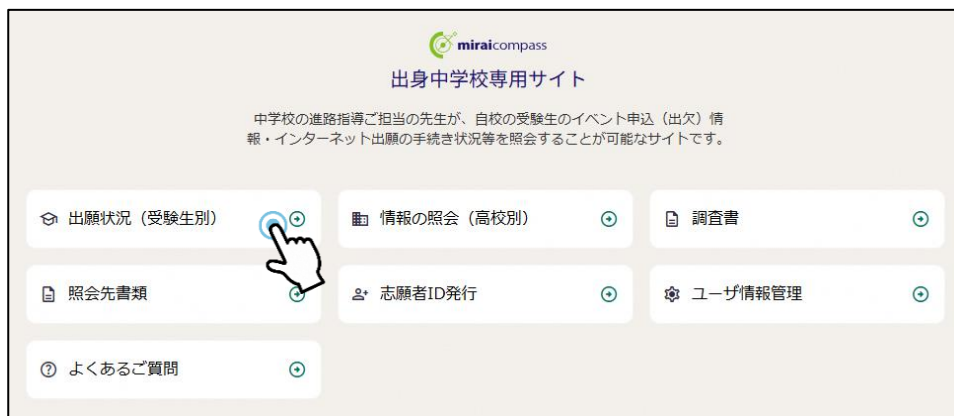 miraicompass
出身中学校専用サイト
中学校の進路指導ご担当の先生が、自校の受験生のイベント申込（出欠）情
報・インターネット出願の手続き状況等を照会することが可能なサイトです。
出願状況（受験生別）
情報の照会（高校別）
調査書
照会先書類
志願者ID発行
ユーザ情報管理
よくあるご質問